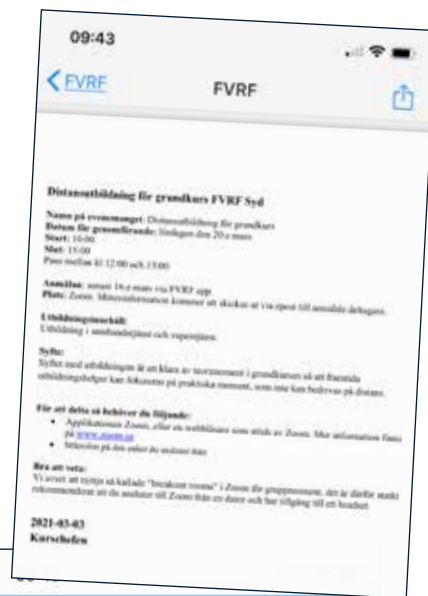 09:43
FVRF
FVRF
Distansutbildning för grundkurs FVRF Syd
Namn på evenemanget: Distansutbildning för grundkurs
Datum för genomförande: lördagen den 20:e mars
Start: 10:00
Slut: 15:00
Paus mellan kl 12:00 och 13:00
Anmälan: senast 16:e mars via FVRF app.
Plats: Zoom. Mötesinformation kommer att skickas ut via epost till anmälda deltagare.
Utbildningsinnehåll:
Utbildning i sambandstjänst och vapentjänst.
Syfte:
Syftet med utbildningen är att klara av teorimoment i grundkursen så att framtida
utbildningshelger kan fokuseras på praktiska moment, som inte kan bedrivas på distans.
För att delta så behöver du följande:
Applikationen Zoom, eller en webbläsare som stöds av Zoom. Mer information finns
på www.zoom.us
Mikrofon på den enhet du ansluter ifrån
Bra att veta:
Vi avser att nyttja så kallade "breakout rooms" i Zoom för gruppmoment, det är därför starkt
rekommenderat att du ansluter till Zoom från en dator och har tillgång till ett headset
2021-03-03
Kurschefen